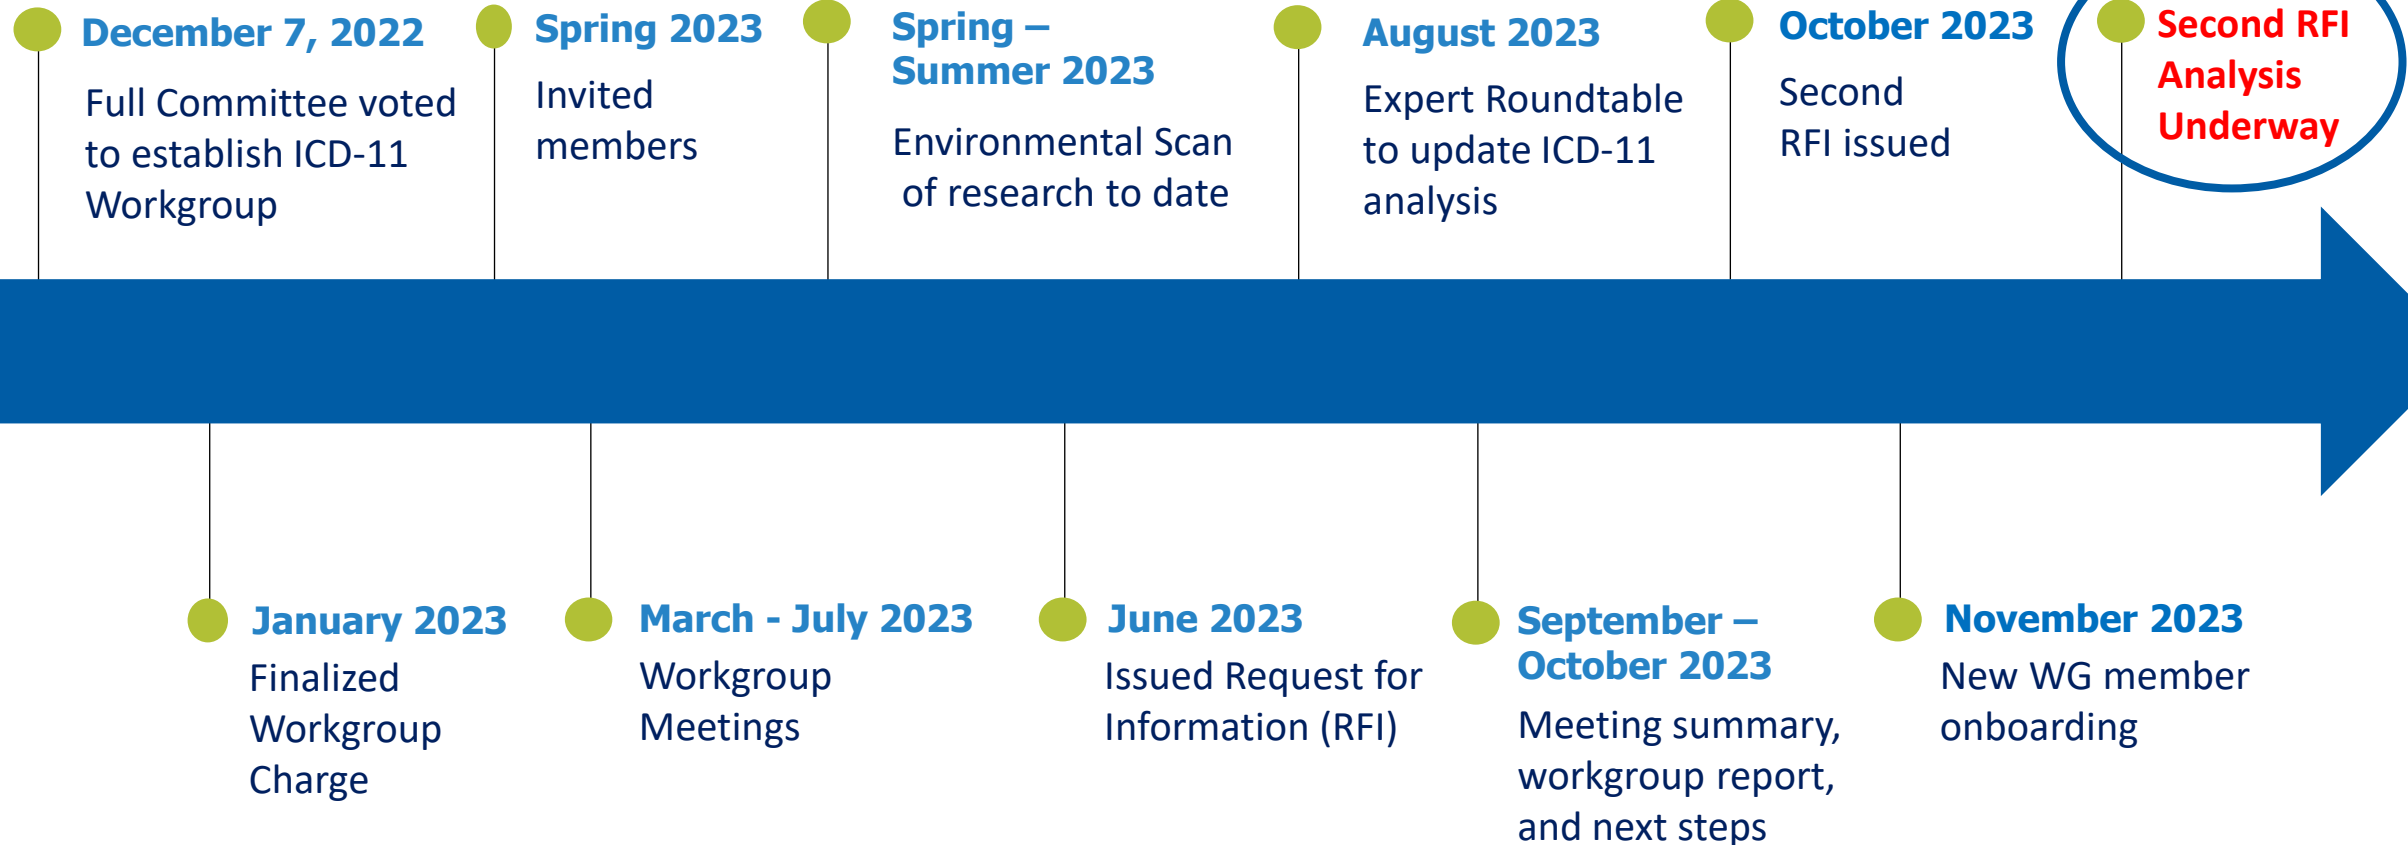 December 7, 2022
Full Committee voted
to establish ICD-11
Workgroup
Spring 2023
Invited
members
Spring –
Summer 2023
Environmental Scan
of research to date
August 2023
Expert Roundtable
to update ICD-11
analysis
October 2023
Second
RFI issued
Second RFI
Analysis
Underway
January 2023
Finalized
Workgroup
Charge
March - July 2023
Workgroup
Meetings
June 2023
Issued Request for
Information (RFI)
September –
October 2023
Meeting summary,
workgroup report,
and next steps
November 2023
New WG member
onboarding